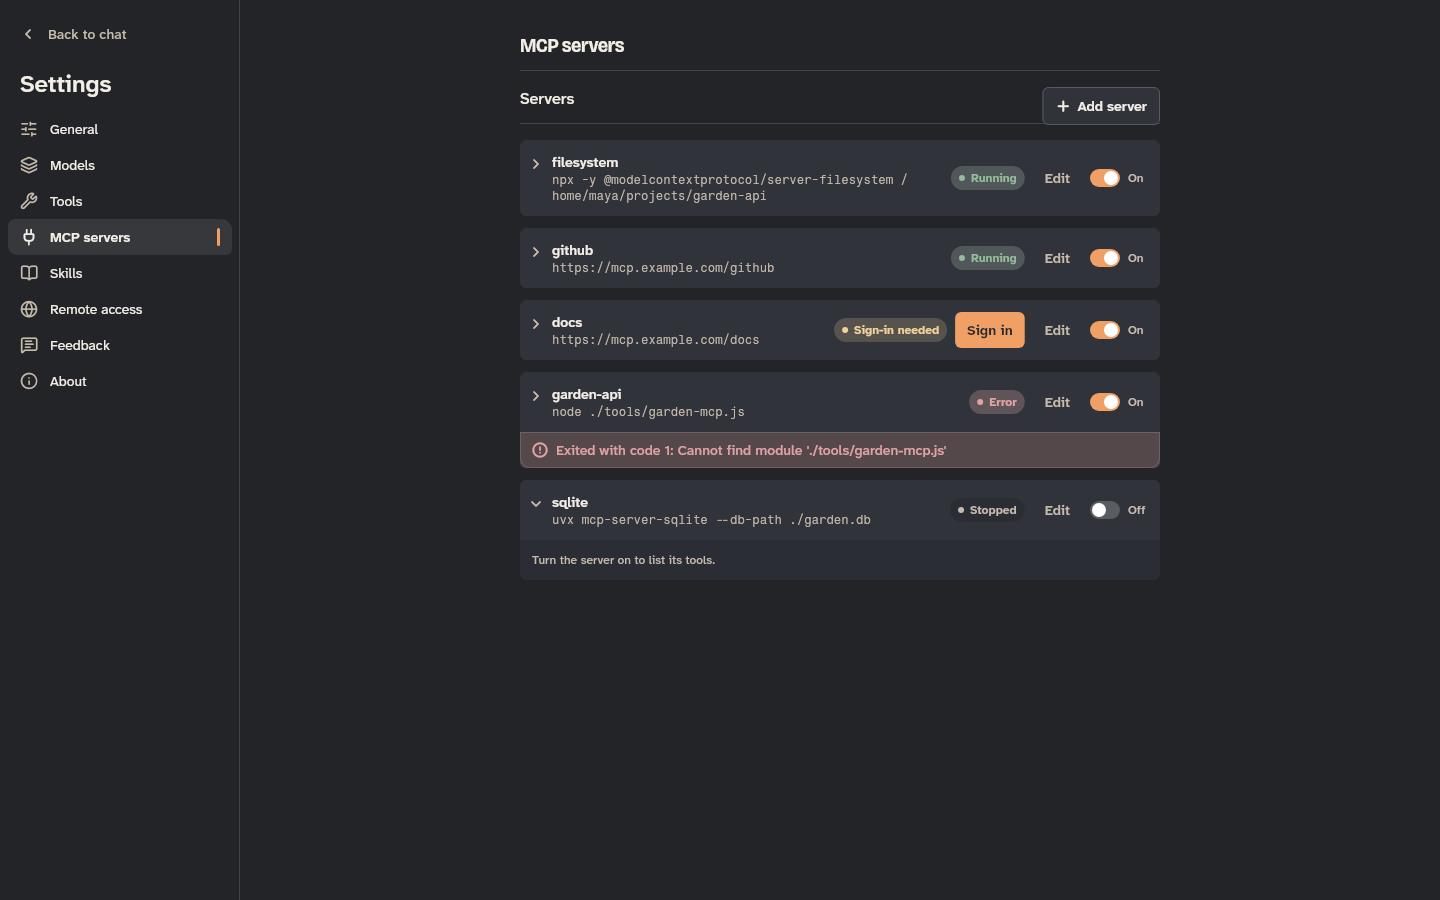 Back to chat
Settings
General
Models
Tools
MCP servers
Skills
Remote access
Feedback
About
MCP servers
Servers
Add server
filesystem
npx -y @modelcontextprotocol/server-filesystem /
home/maya/projects/garden-api
Running
Edit
On
github
https://mcp.example.com/github
Running
Edit
On
docs
https://mcp.example.com/docs
Sign-in needed
Sign in
Edit
On
garden-api
node ./tools/garden-mcp.js
Error
Edit
On
Exited with code 1: Cannot find module './tools/garden-mcp.js'
sqlite
uvx mcp-server-sqlite --db-path ./garden.db
Stopped
Edit
Off
Turn the server on to list its tools.